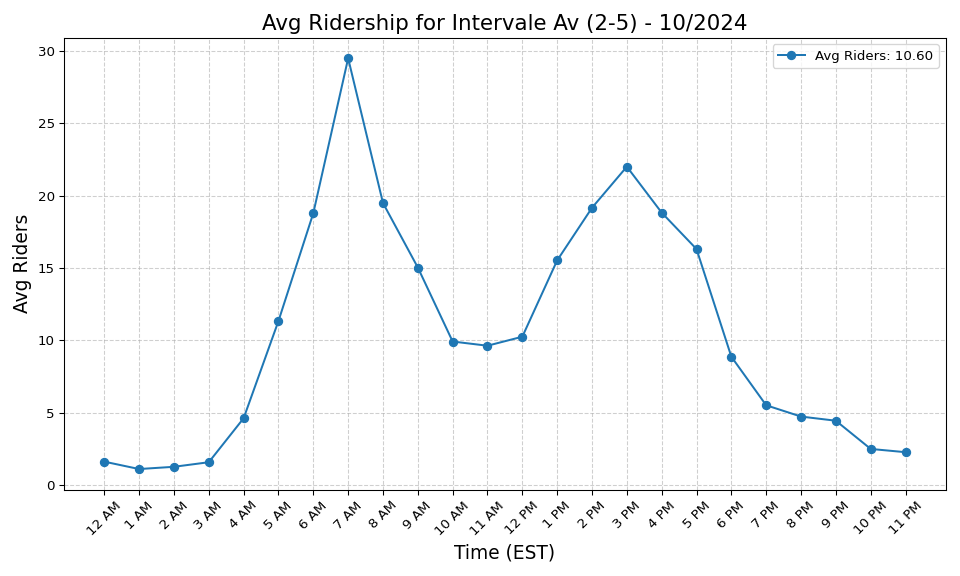 Avg Ridership for Intervale Av (2-5) - 10/2024
Avg Riders: 10.60
Avg Riders
30
25
20
15
10
5
0
12 AM
1 AM
2 AM
3 AM
4 AM
5 AM
6 AM
7 AM
8 AM
9 AM
10 AM
11 AM
12 PM
1 PM
2 PM
3 PM
4 PM
5 PM
6 PM
7 PM
8 PM
9 PM
10 PM
11 PM
Time (EST)